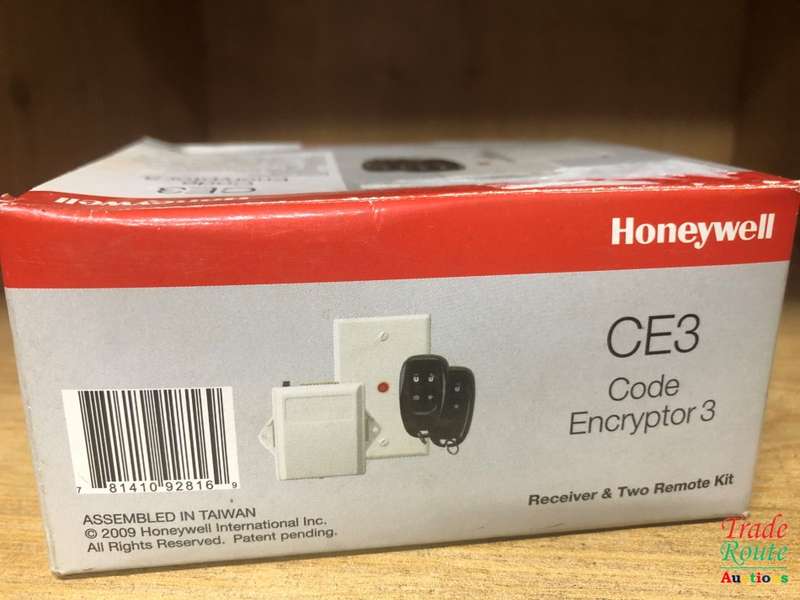 Honeywell
Honeywell
CE3
Code
Encryptor 3
Receiver & Two Remote Kit
7 81410 92816 9
ASSEMBLED IN TAIWAN
© 2009 Honeywell International Inc.
All Rights Reserved. Patent pending.
Trade
Route
Auctions